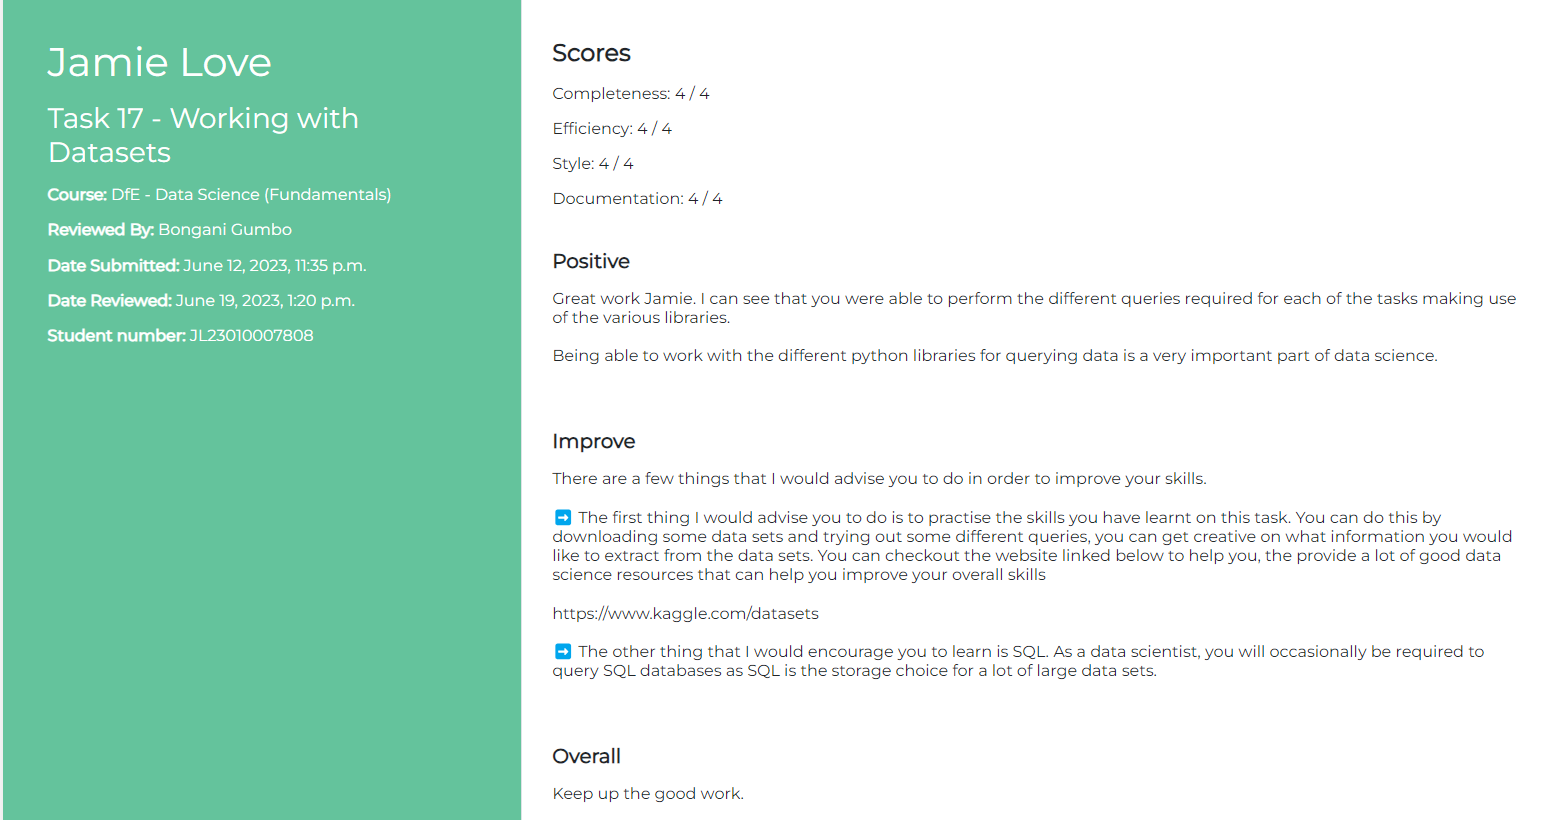 Jamie Love
Task 17 - Working with
Datasets
Course: DfE - Data Science (Fundamentals)
Reviewed By: Bongani Gumbo
Date Submitted: June 12, 2023, 11:35 p.m.
Date Reviewed: June 19, 2023, 1:20 p.m.
Student number: JL23010007808
Scores
Completeness: 4 / 4
Efficiency: 4 / 4
Style: 4 / 4
Documentation: 4 / 4
Positive
Great work Jamie. I can see that you were able to perform the different queries required for each of the tasks making use
of the various libraries.
Being able to work with the different python libraries for querying data is a very important part of data science.
Improve
There are a few things that I would advise you to do in order to improve your skills.
➡️ The first thing I would advise you to do is to practise the skills you have learnt on this task. You can do this by
downloading some data sets and trying out some different queries, you can get creative on what information you would
like to extract from the data sets. You can checkout the website linked below to help you, the provide a lot of good data
science resources that can help you improve your overall skills
https://www.kaggle.com/datasets
➡️ The other thing that I would encourage you to learn is SQL. As a data scientist, you will occasionally be required to
query SQL databases as SQL is the storage choice for a lot of large data sets.
Overall
Keep up the good work.